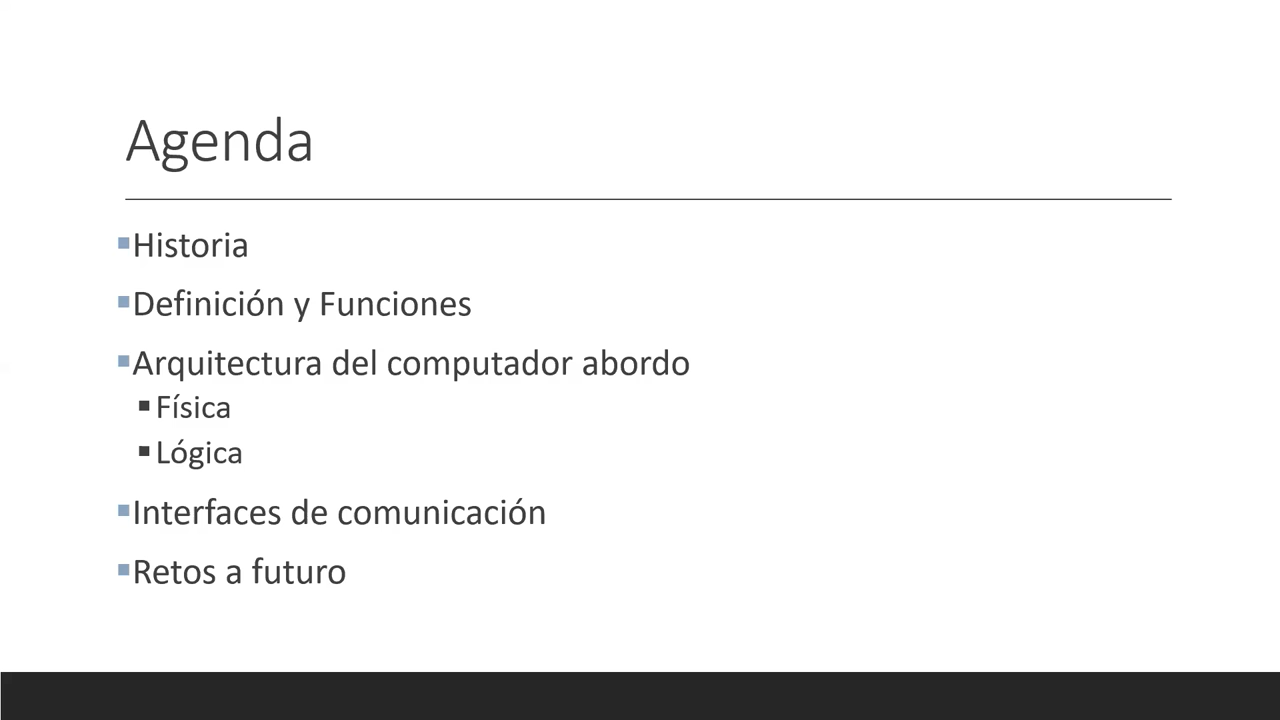 Agenda
Historia
Definición y Funciones
Arquitectura del computador abordo
Física
Lógica
Interfaces de comunicación
Retos a futuro